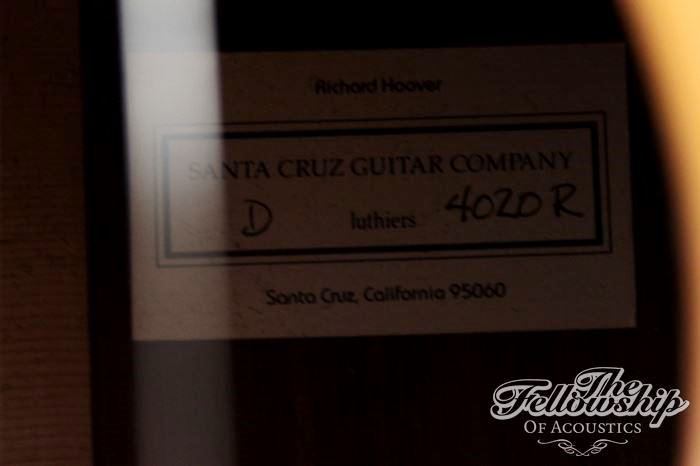 Richard Hoover
SANTA CRUZ GUITAR COMPANY
D luthiers 4020 R
Santa Cruz, California 95060
The
Fellowship
OF ACOUSTICS